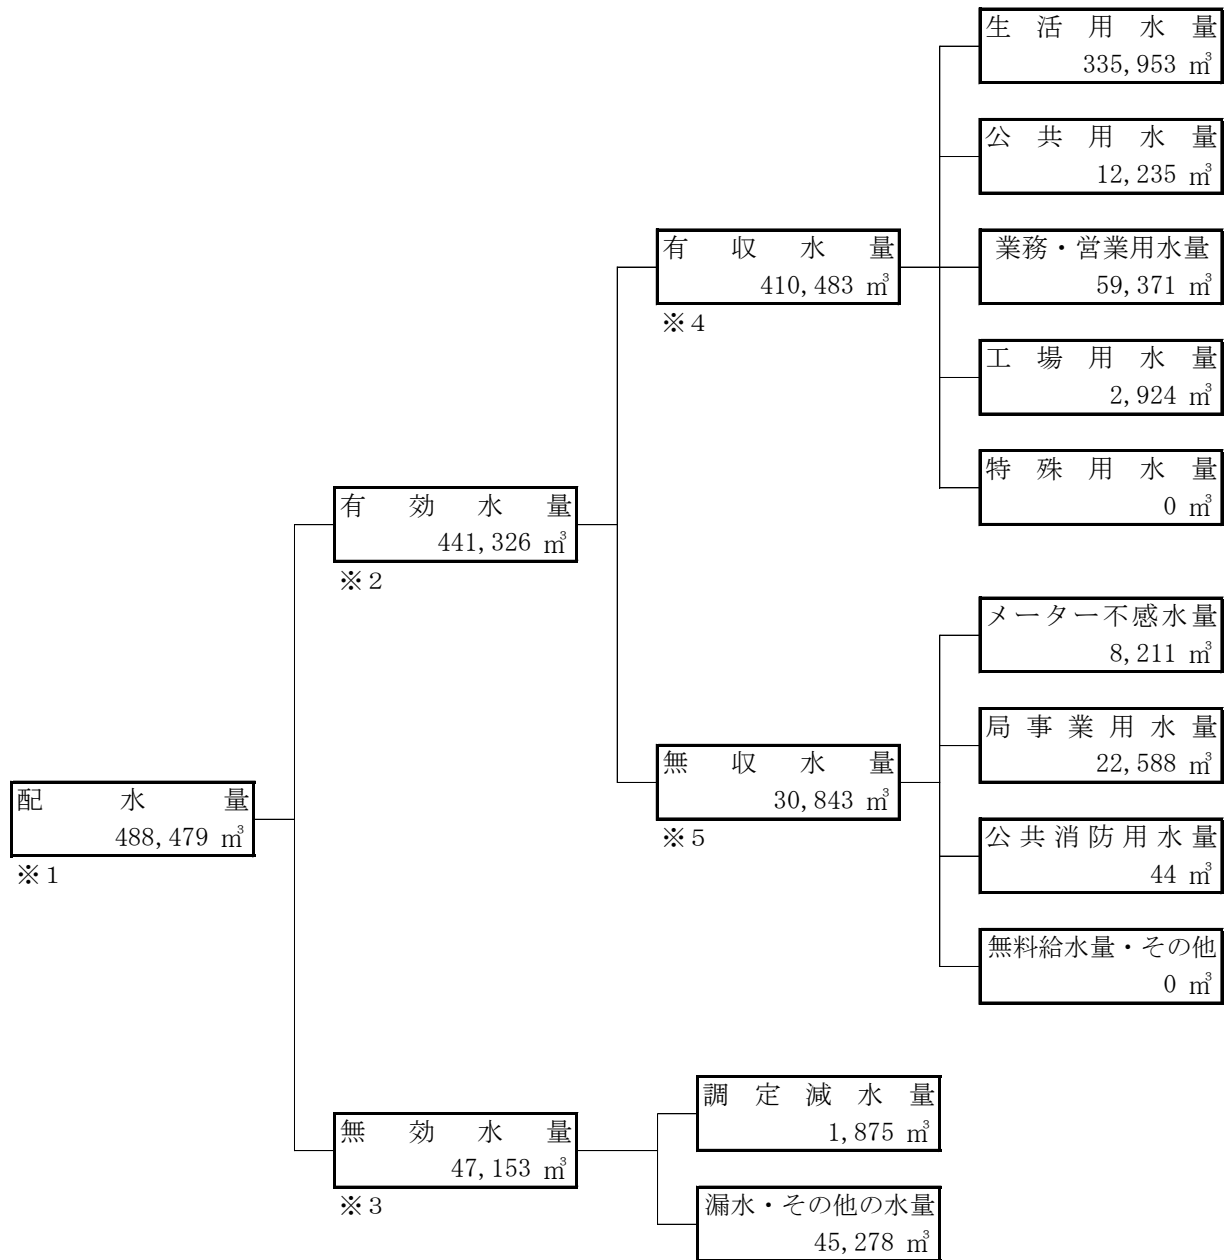 生活用水量
335,953 ㎥
公共用水量
12,235 ㎥
有収水量
410,483 ㎥
※4
業務・営業用水量
59,371 ㎥
工場用水量
2,924 ㎥
特殊用水量
0 ㎥
有効水量
441,326 ㎥
※2
メーター不感水量
8,211 ㎥
局事業用水量
22,588 ㎥
無収水量
30,843 ㎥
※5
配水量
488,479 ㎥
※1
公共消防用水量
44 ㎥
無料給水量・その他
0 ㎥
調定減水量
1,875 ㎥
無効水量
47,153 ㎥
※3
漏水・その他の水量
45,278 ㎥